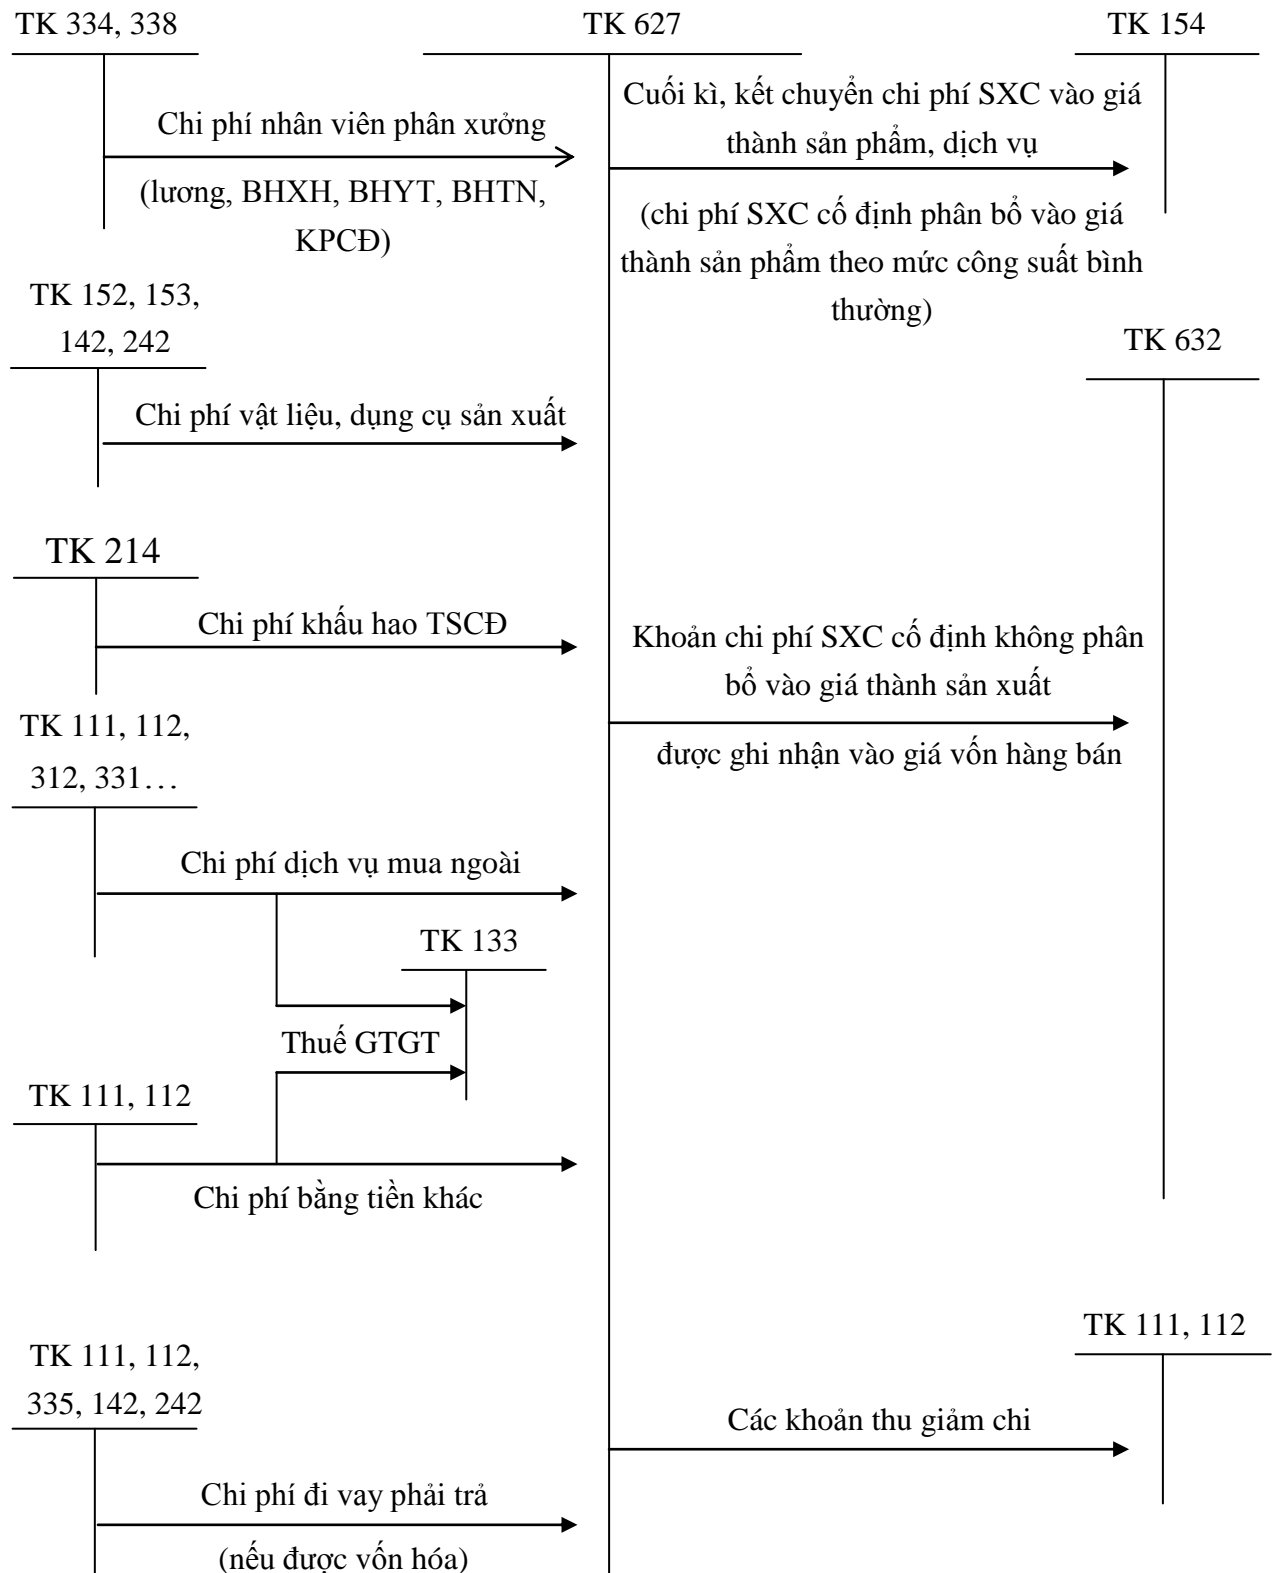 TK 334, 338
TK 627
TK 154
Chi phí nhân viên phân xưởng
(lương, BHXH, BHYT, BHTN,
KPCĐ)
Cuối kì, kết chuyển chi phí SXC vào giá
thành sản phẩm, dịch vụ
(chi phí SXC cố định phân bổ vào giá
thành sản phẩm theo mức công suất bình
thường)
TK 152, 153,
142, 242
TK 632
Chi phí vật liệu, dụng cụ sản xuất
TK 214
Chi phí khấu hao TSCĐ
Khoản chi phí SXC cố định không phân
bổ vào giá thành sản xuất
được ghi nhận vào giá vốn hàng bán
TK 111, 112,
312, 331…
Chi phí dịch vụ mua ngoài
TK 133
Thuế GTGT
TK 111, 112
Chi phí bằng tiền khác
TK 111, 112
TK 111, 112,
335, 142, 242
Các khoản thu giảm chi
Chi phí đi vay phải trả
(nếu được vốn hóa)